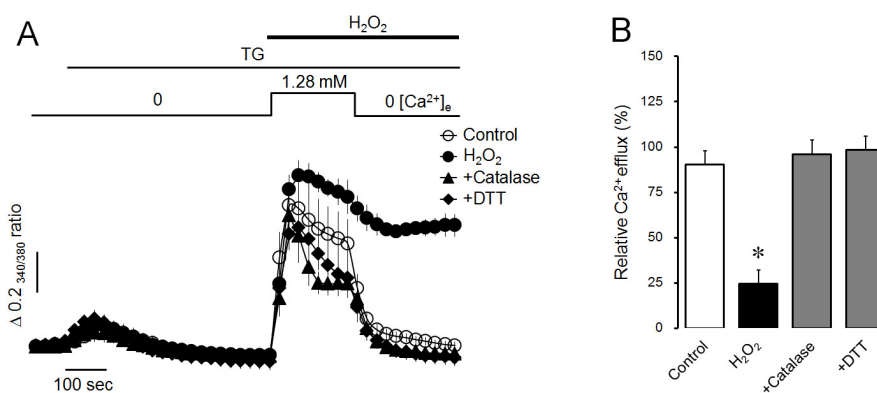 A
H₂O₂
TG
1.28 mM
0
0 [Ca²⁺]ₑ
Control
H₂O₂
+Catalase
+DTT
Δ 0.2 340/380 ratio
100 sec
B
Relative Ca²⁺ efflux (%)
150
125
100
75
50
25
0
*
Control
H₂O₂
+Catalase
+DTT